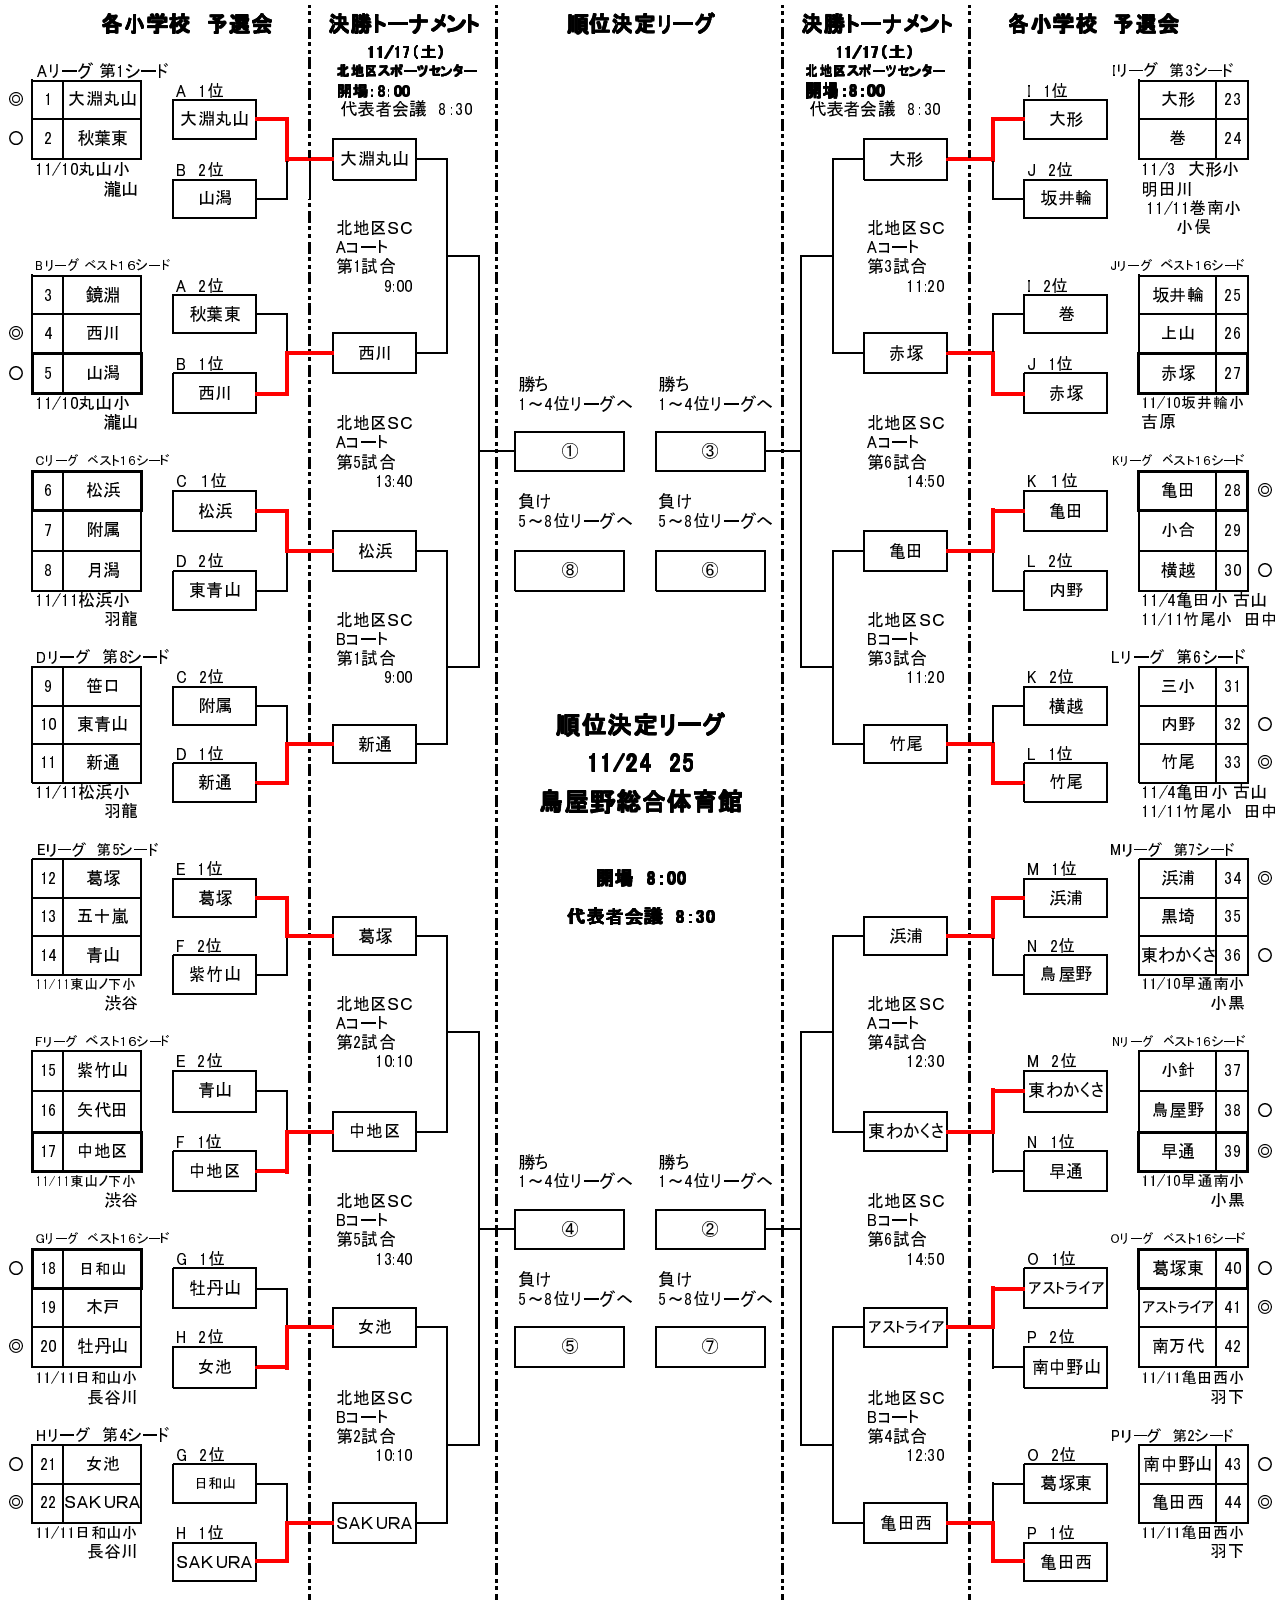 各小学校 予選会
決勝トーナメント
順位決定リーグ
決勝トーナメント
各小学校 予選会
11/17(土)
北地区スポーツセンター
開場:8:00
代表者会議 8:30
11/17(土)
北地区スポーツセンター
開場:8:00
代表者会議 8:30
Aリーグ 第1シード
◎ 1 大淵丸山
○ 2 秋葉東
11/10丸山小
瀧山
A 1位
大淵丸山
B 2位
山潟
大淵丸山
北地区SC
Aコート
第1試合
9:00
Bリーグ ベスト16シード
3 鏡淵
◎ 4 西川
○ 5 山潟
11/10丸山小
瀧山
A 2位
秋葉東
B 1位
西川
西川
北地区SC
Aコート
第5試合
13:40
Cリーグ ベスト16シード
6 松浜
7 附属
8 月潟
11/11松浜小
羽龍
C 1位
松浜
D 2位
東青山
松浜
北地区SC
Bコート
第1試合
9:00
Dリーグ 第8シード
9 笹口
10 東青山
11 新通
11/11松浜小
羽龍
C 2位
附属
D 1位
新通
新通
Eリーグ 第5シード
12 葛塚
13 五十嵐
14 青山
11/11東山ノ下小
渋谷
E 1位
葛塚
F 2位
紫竹山
葛塚
北地区SC
Aコート
第2試合
10:10
Fリーグ ベスト16シード
15 紫竹山
16 矢代田
17 中地区
11/11東山ノ下小
渋谷
E 2位
青山
F 1位
中地区
中地区
北地区SC
Bコート
第5試合
13:40
Gリーグ ベスト16シード
○ 18 日和山
19 木戸
◎ 20 牡丹山
11/11日和山小
長谷川
G 1位
牡丹山
H 2位
女池
女池
北地区SC
Bコート
第2試合
10:10
Hリーグ 第4シード
○ 21 女池
◎ 22 SAKURA
11/11日和山小
長谷川
G 2位
日和山
H 1位
SAKURA
SAKURA
勝ち
1～4位リーグへ
①
負け
5～8位リーグへ
⑧
勝ち
1～4位リーグへ
③
負け
5～8位リーグへ
⑥
順位決定リーグ
11/24 25
鳥屋野総合体育館
開場 8:00
代表者会議 8:30
勝ち
1～4位リーグへ
④
負け
5～8位リーグへ
⑤
勝ち
1～4位リーグへ
②
負け
5～8位リーグへ
⑦
大形
北地区SC
Aコート
第3試合
11:20
I 1位
大形
J 2位
坂井輪
Iリーグ 第3シード
大形 23
巻 24
11/3 大形小
明田川
11/11巻南小
小俣
赤塚
北地区SC
Aコート
第6試合
14:50
I 2位
巻
J 1位
赤塚
Jリーグ ベスト16シード
坂井輪 25
上山 26
赤塚 27
11/10坂井輪小
吉原
亀田
北地区SC
Bコート
第3試合
11:20
K 1位
亀田
L 2位
内野
Kリーグ ベスト16シード
亀田 28 ◎
小合 29
横越 30 ○
11/4亀田小 古山
11/11竹尾小 田中
竹尾
K 2位
横越
L 1位
竹尾
Lリーグ 第6シード
三小 31
内野 32 ○
竹尾 33 ◎
11/4亀田小 古山
11/11竹尾小 田中
浜浦
北地区SC
Aコート
第4試合
12:30
M 1位
浜浦
N 2位
鳥屋野
Mリーグ 第7シード
浜浦 34 ◎
黒埼 35
東わかくさ 36 ○
11/10早通南小
小黒
東わかくさ
北地区SC
Bコート
第6試合
14:50
M 2位
東わかくさ
N 1位
早通
Nリーグ ベスト16シード
小針 37
鳥屋野 38 ○
早通 39 ◎
11/10早通南小
小黒
アストライア
北地区SC
Bコート
第4試合
12:30
O 1位
アストライア
P 2位
南中野山
Oリーグ ベスト16シード
葛塚東 40 ○
アストライア 41 ◎
南万代 42
11/11亀田西小
羽下
亀田西
O 2位
葛塚東
P 1位
亀田西
Pリーグ 第2シード
南中野山 43 ○
亀田西 44 ◎
11/11亀田西小
羽下